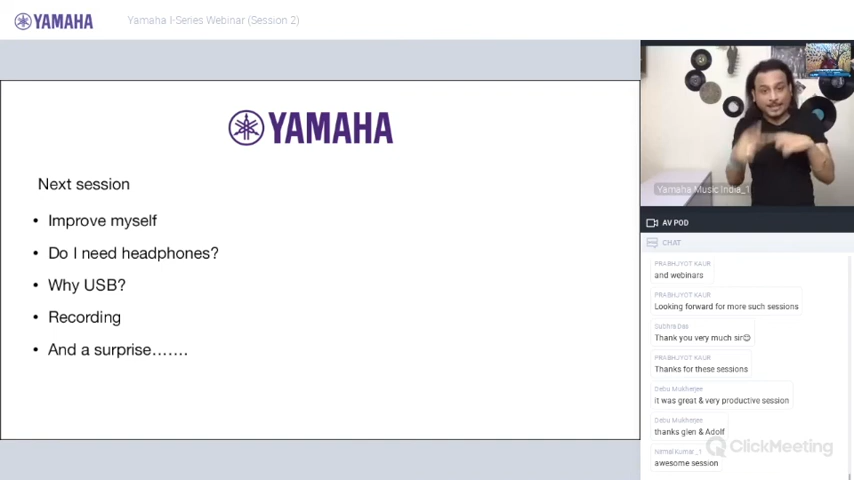 YAMAHA
Yamaha I-Series Webinar (Session 2)
YAMAHA
Next session
• Improve myself
• Do I need headphones?
• Why USB?
• Recording
• And a surprise…….
Yamaha Music India_1
AV POD
CHAT
PRABHJYOT KAUR
and webinars
PRABHJYOT KAUR
Looking forward for more such sessions
Subhra Das
Thank you very much sir😊
PRABHJYOT KAUR
Thanks for these sessions
Debu Mukherjee
it was great & very productive session
Debu Mukherjee
thanks glen & Adolf
ClickMeeting
Nirmal Kumar _1
awesome session